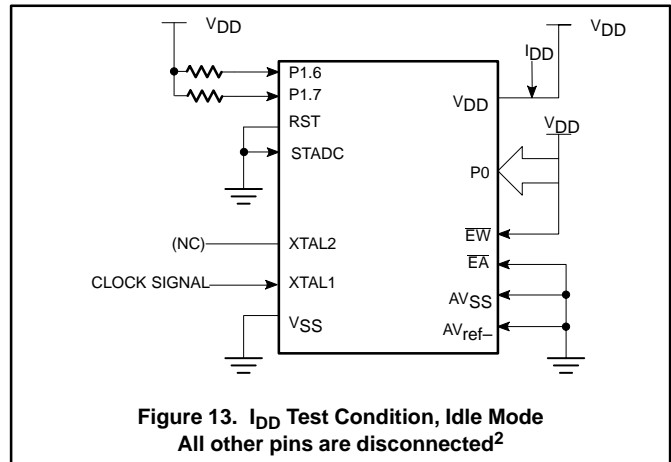 VDD
P1.6
P1.7
RST
STADC
(NC)
XTAL2
CLOCK SIGNAL
XTAL1
VSS
VDD
IDD
VDD
VDD
P0
EW
EA
AVSS
AVref–
Figure 13. IDD Test Condition, Idle Mode
All other pins are disconnected2